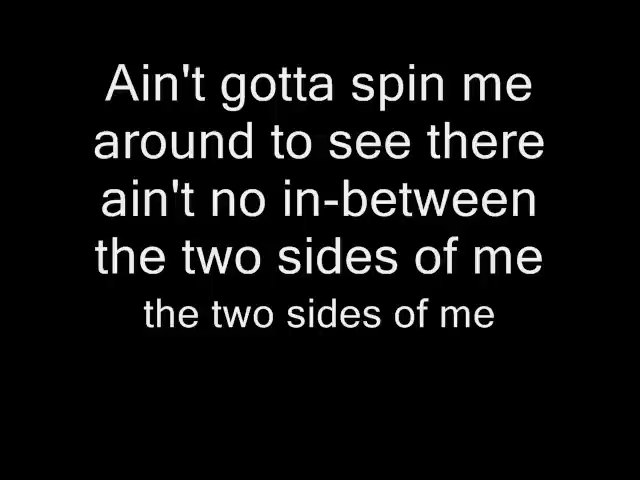 Ain't gotta spin me
around to see there
ain't no in-between
the two sides of me
the two sides of me